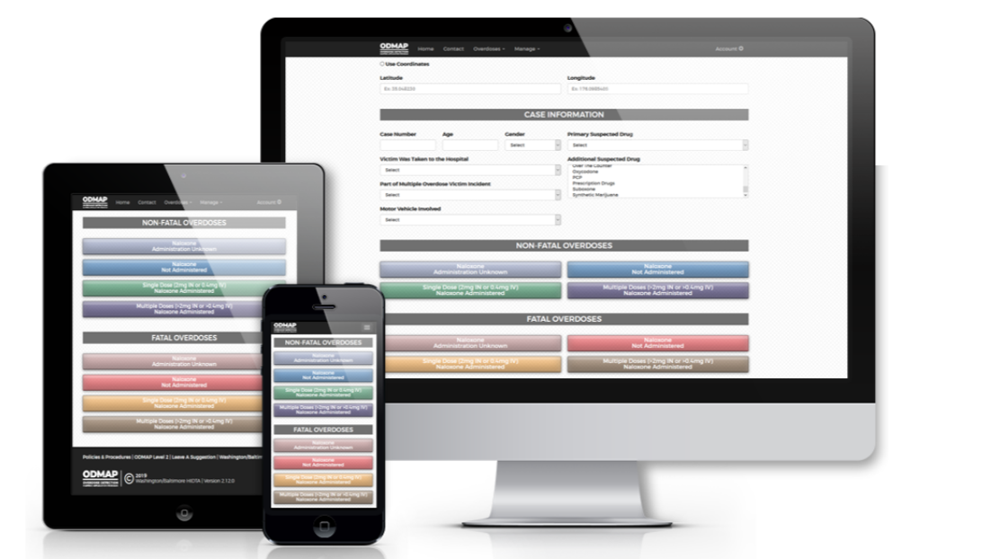 ODMAP Home Contact Overdoses Manage Account
Use Coordinates
Latitude Longitude
CASE INFORMATION
Case Number Age Gender Primary Suspected Drug
Select Select
Victim Was Taken to the Hospital Additional Suspected Drug
Over The Counter
Select Oxycodone
PCP
Part of Multiple Overdose Victim Incident Prescription Drugs
Select Suboxone
Synthetic Marijuana
Motor Vehicle Involved
Select
NON-FATAL OVERDOSES
Naloxone Naloxone
Administration Unknown Not Administered
Single Dose (2mg IN or 0.4mg IV) Multiple Doses (>2mg IN or >0.4mg IV)
Naloxone Administered Naloxone Administered
FATAL OVERDOSES
Naloxone Naloxone
Administration Unknown Not Administered
Single Dose (2mg IN or 0.4mg IV) Multiple Doses (>2mg IN or >0.4mg IV)
Naloxone Administered Naloxone Administered
ODMAP Home Contact Overdoses Manage Account
NON-FATAL OVERDOSES
Naloxone
Administration Unknown
Naloxone
Not Administered
Single Dose (2mg IN or 0.4mg IV)
Naloxone Administered
Multiple Doses (>2mg IN or >0.4mg IV)
Naloxone Administered
FATAL OVERDOSES
Naloxone
Administration Unknown
Naloxone
Not Administered
Single Dose (2mg IN or 0.4mg IV)
Naloxone Administered
Multiple Doses (>2mg IN or >0.4mg IV)
Naloxone Administered
Policies & Procedures | ODMAP Level 2 | Leave A Suggestion | Washington/Baltim
ODMAP © 2019
Washington/Baltimore HIDTA | Version 2.12.0
ODMAP
NON-FATAL OVERDOSES
Naloxone
Administration Unknown
Naloxone
Not Administered
Single Dose (2mg IN or 0.4mg IV)
Naloxone Administered
Multiple Doses (>2mg IN or >0.4mg IV)
Naloxone Administered
FATAL OVERDOSES
Naloxone
Administration Unknown
Naloxone
Not Administered
Single Dose (2mg IN or 0.4mg IV)
Naloxone Administered
Multiple Doses (>2mg IN or >0.4mg IV)
Naloxone Administered